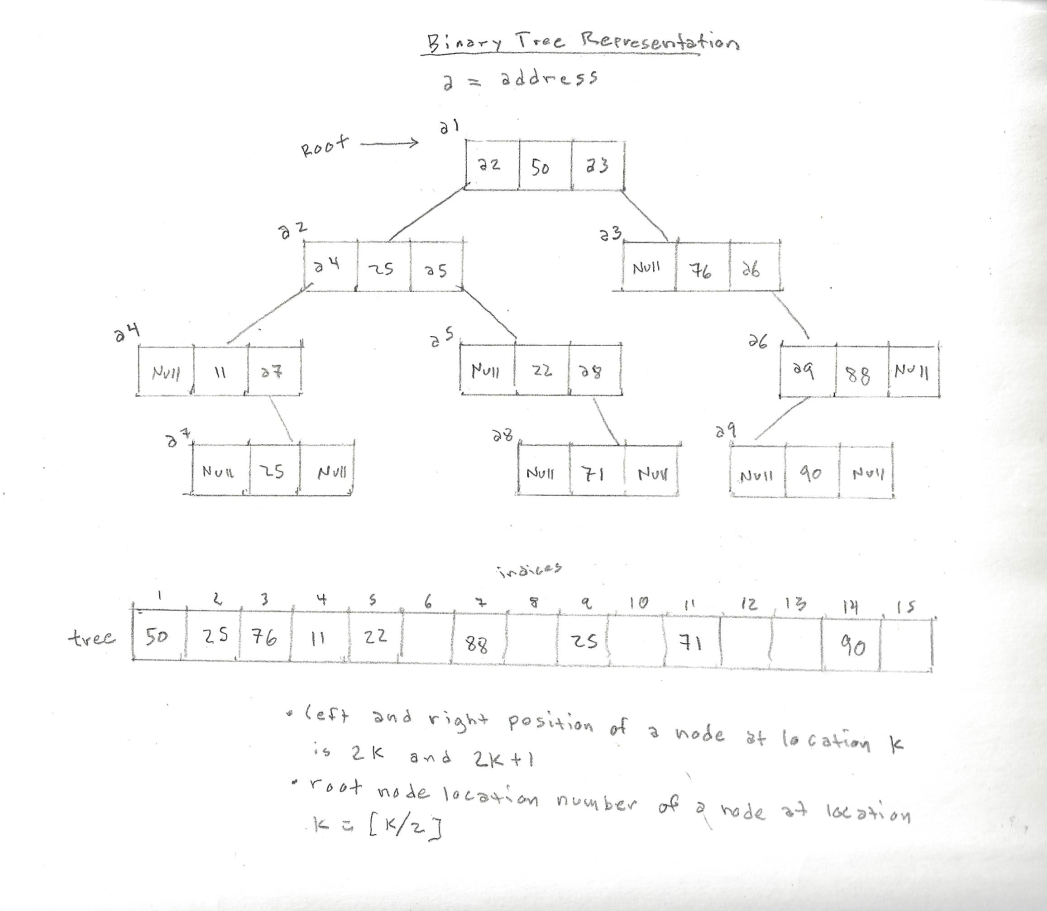 Binary Tree Representation
a = address
Root → a1
a2 50 a3
a2 a3
a4 25 a5 Null 76 a6
a4 a5 a6
Null 11 a7 Null 22 a8 a9 88 Null
a7 a8 a9
Null 25 Null Null 71 Null Null 90 Null
indices
1 2 3 4 5 6 7 8 9 10 11 12 13 14 15
tree 50 25 76 11 22 88 25 71 90
• left and right position of a node at location k
is 2k and 2k+1
• root node location number of a node at location
k = [k/2]